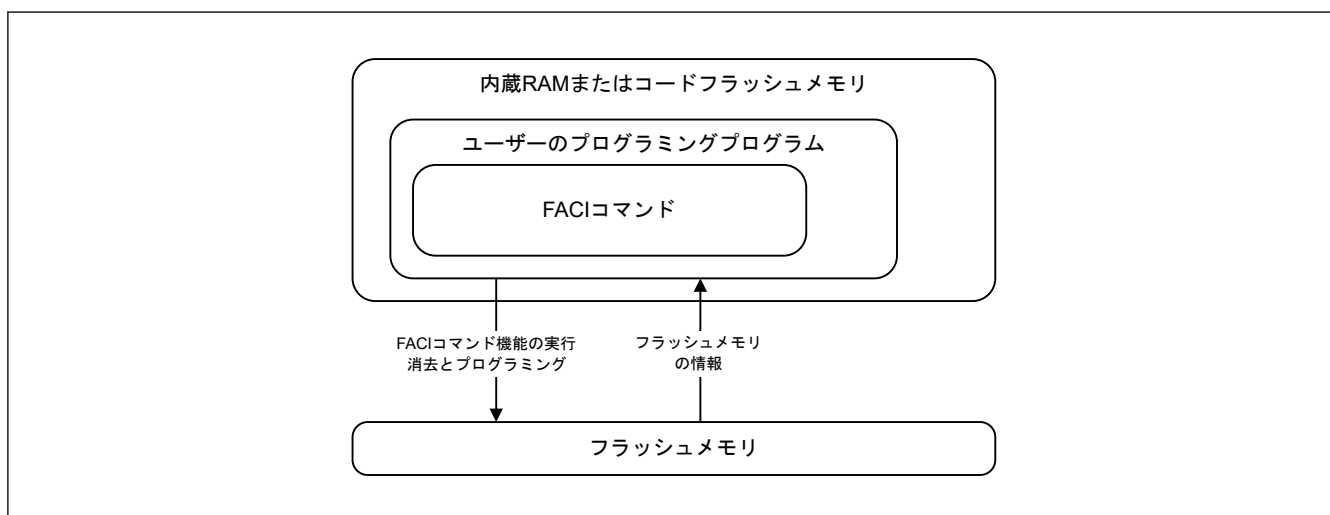 内蔵RAMまたはコードフラッシュメモリ
ユーザーのプログラミングプログラム
FACIコマンド
FACIコマンド機能の実行
消去とプログラミング
フラッシュメモリ
の情報
フラッシュメモリ